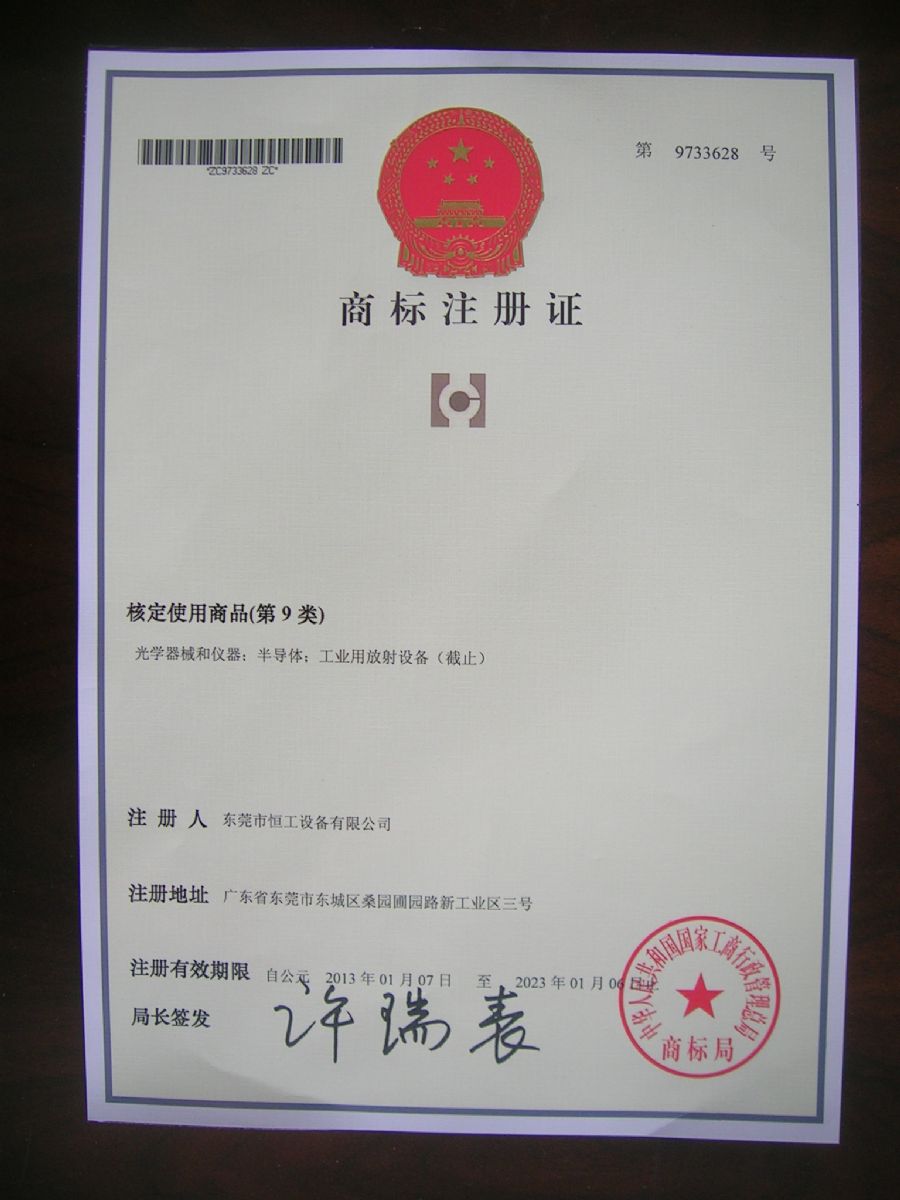 *ZC9733628 ZC*
第 9733628 号
商标注册证
核定使用商品(第 9 类)
光学器械和仪器；半导体；工业用放射设备（截止）
注 册 人 东莞市恒工设备有限公司
注册地址 广东省东莞市东城区桑园圃园路新工业区三号
注册有效期限 自公元 2013 年 01 月 07 日 至 2023 年 01 月 06 日止
局长签发 许瑞表
中华人民共和国国家工商行政管理总局
商标局